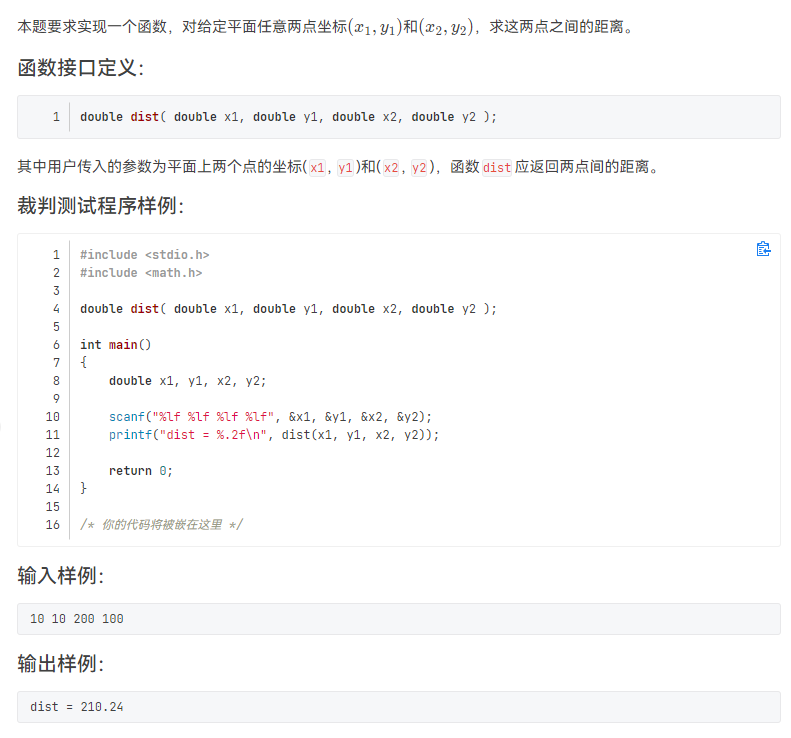 本题要求实现一个函数，对给定平面任意两点坐标(x₁, y₁)和(x₂, y₂)，求这两点之间的距离。
函数接口定义：
1 double dist( double x1, double y1, double x2, double y2 );
其中用户传入的参数为平面上两个点的坐标(x1, y1)和(x2, y2)，函数dist应返回两点间的距离。
裁判测试程序样例：
1 #include <stdio.h>
2 #include <math.h>
3
4 double dist( double x1, double y1, double x2, double y2 );
5
6 int main()
7 {
8     double x1, y1, x2, y2;
9
10     scanf("%lf %lf %lf %lf", &x1, &y1, &x2, &y2);
11     printf("dist = %.2f\n", dist(x1, y1, x2, y2));
12
13     return 0;
14 }
15
16 /* 你的代码将被嵌在这里 */
输入样例：
10 10 200 100
输出样例：
dist = 210.24